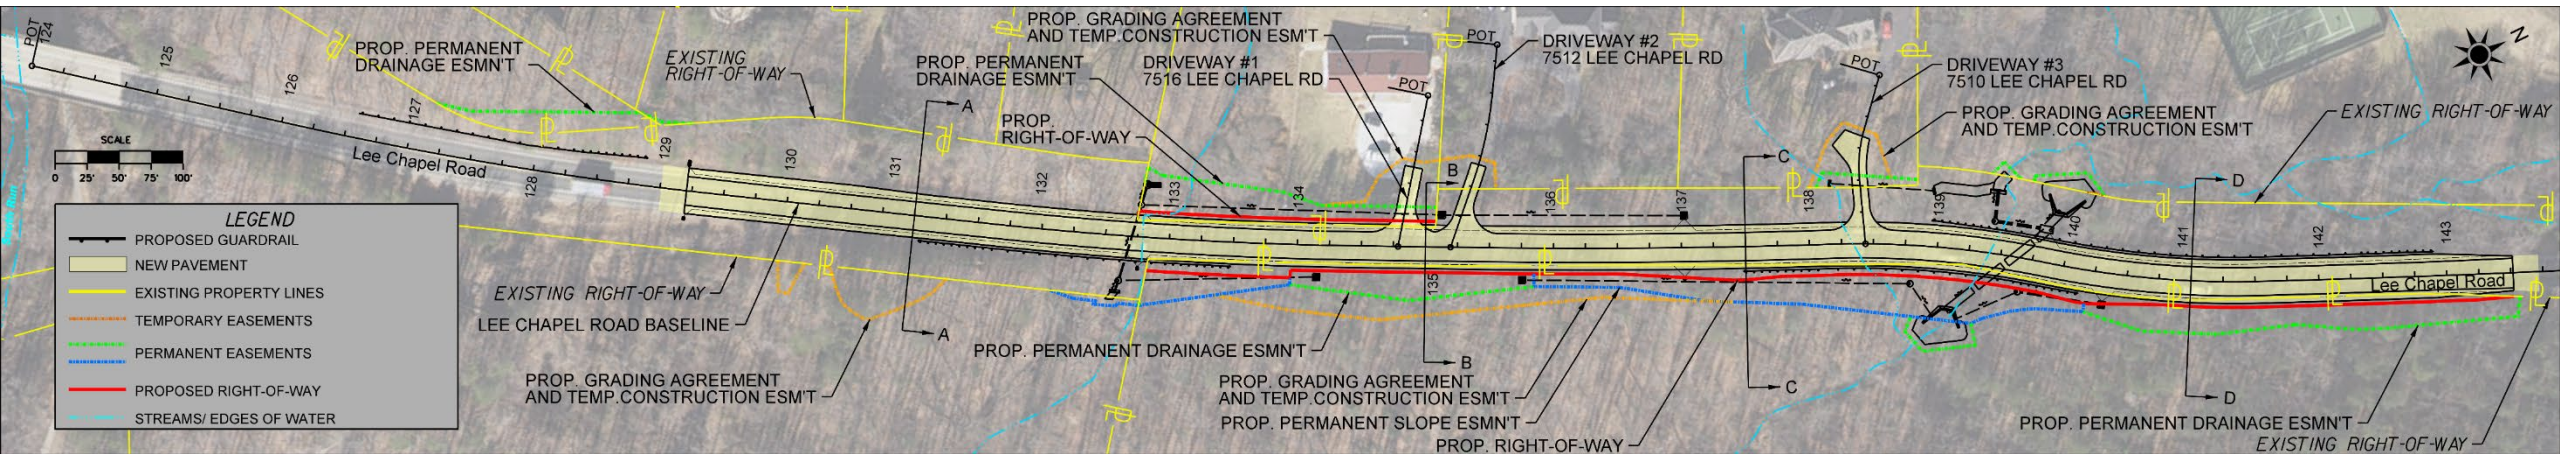 POT
124
125
126
127
128
129
130
131
132
133
134
135
136
137
138
139
140
141
142
143
PROP. PERMANENT
DRAINAGE ESMN'T
EXISTING
RIGHT-OF-WAY
A
PROP. PERMANENT
DRAINAGE ESMN'T
PROP.
RIGHT-OF-WAY
PROP. GRADING AGREEMENT
AND TEMP.CONSTRUCTION ESM'T
DRIVEWAY #1
7516 LEE CHAPEL RD
POT
POT
DRIVEWAY #2
7512 LEE CHAPEL RD
B
C
POT
DRIVEWAY #3
7510 LEE CHAPEL RD
PROP. GRADING AGREEMENT
AND TEMP.CONSTRUCTION ESM'T
D
EXISTING RIGHT-OF-WAY
N
SCALE
0 25' 50' 75' 100'
Lee Chapel Road
LEGEND
PROPOSED GUARDRAIL
NEW PAVEMENT
EXISTING PROPERTY LINES
TEMPORARY EASEMENTS
PERMANENT EASEMENTS
PROPOSED RIGHT-OF-WAY
STREAMS/ EDGES OF WATER
EXISTING RIGHT-OF-WAY
LEE CHAPEL ROAD BASELINE
PROP. GRADING AGREEMENT
AND TEMP.CONSTRUCTION ESM'T
A
PROP. PERMANENT DRAINAGE ESMN'T
B
PROP. GRADING AGREEMENT
AND TEMP.CONSTRUCTION ESM'T
PROP. PERMANENT SLOPE ESMN'T
PROP. RIGHT-OF-WAY
C
D
Lee Chapel Road
PROP. PERMANENT DRAINAGE ESMN'T
EXISTING RIGHT-OF-WAY